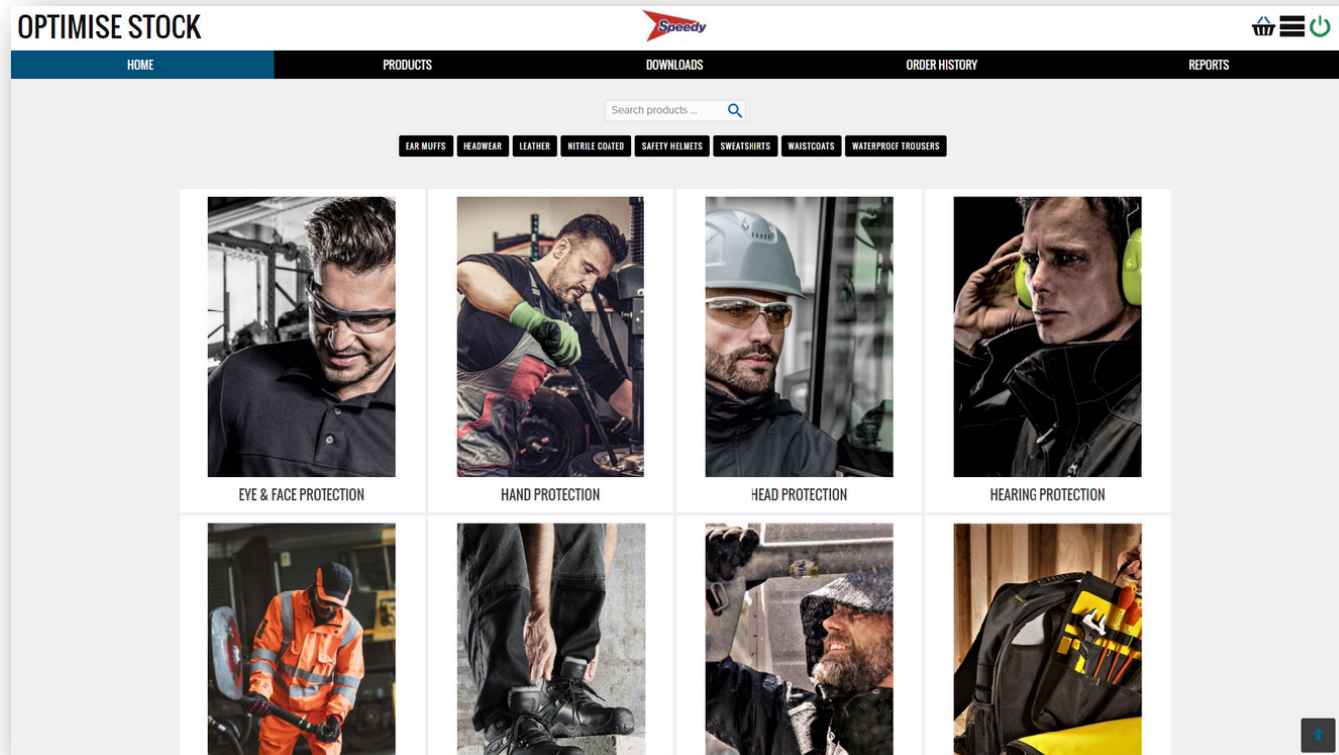 OPTIMISE STOCK
Speedy
HOME PRODUCTS DOWNLOADS ORDER HISTORY REPORTS
Search products ...
EAR MUFFS HEADWEAR LEATHER NITRILE COATED SAFETY HELMETS SWEATSHIRTS WAISTCOATS WATERPROOF TROUSERS
EYE & FACE PROTECTION HAND PROTECTION HEAD PROTECTION HEARING PROTECTION